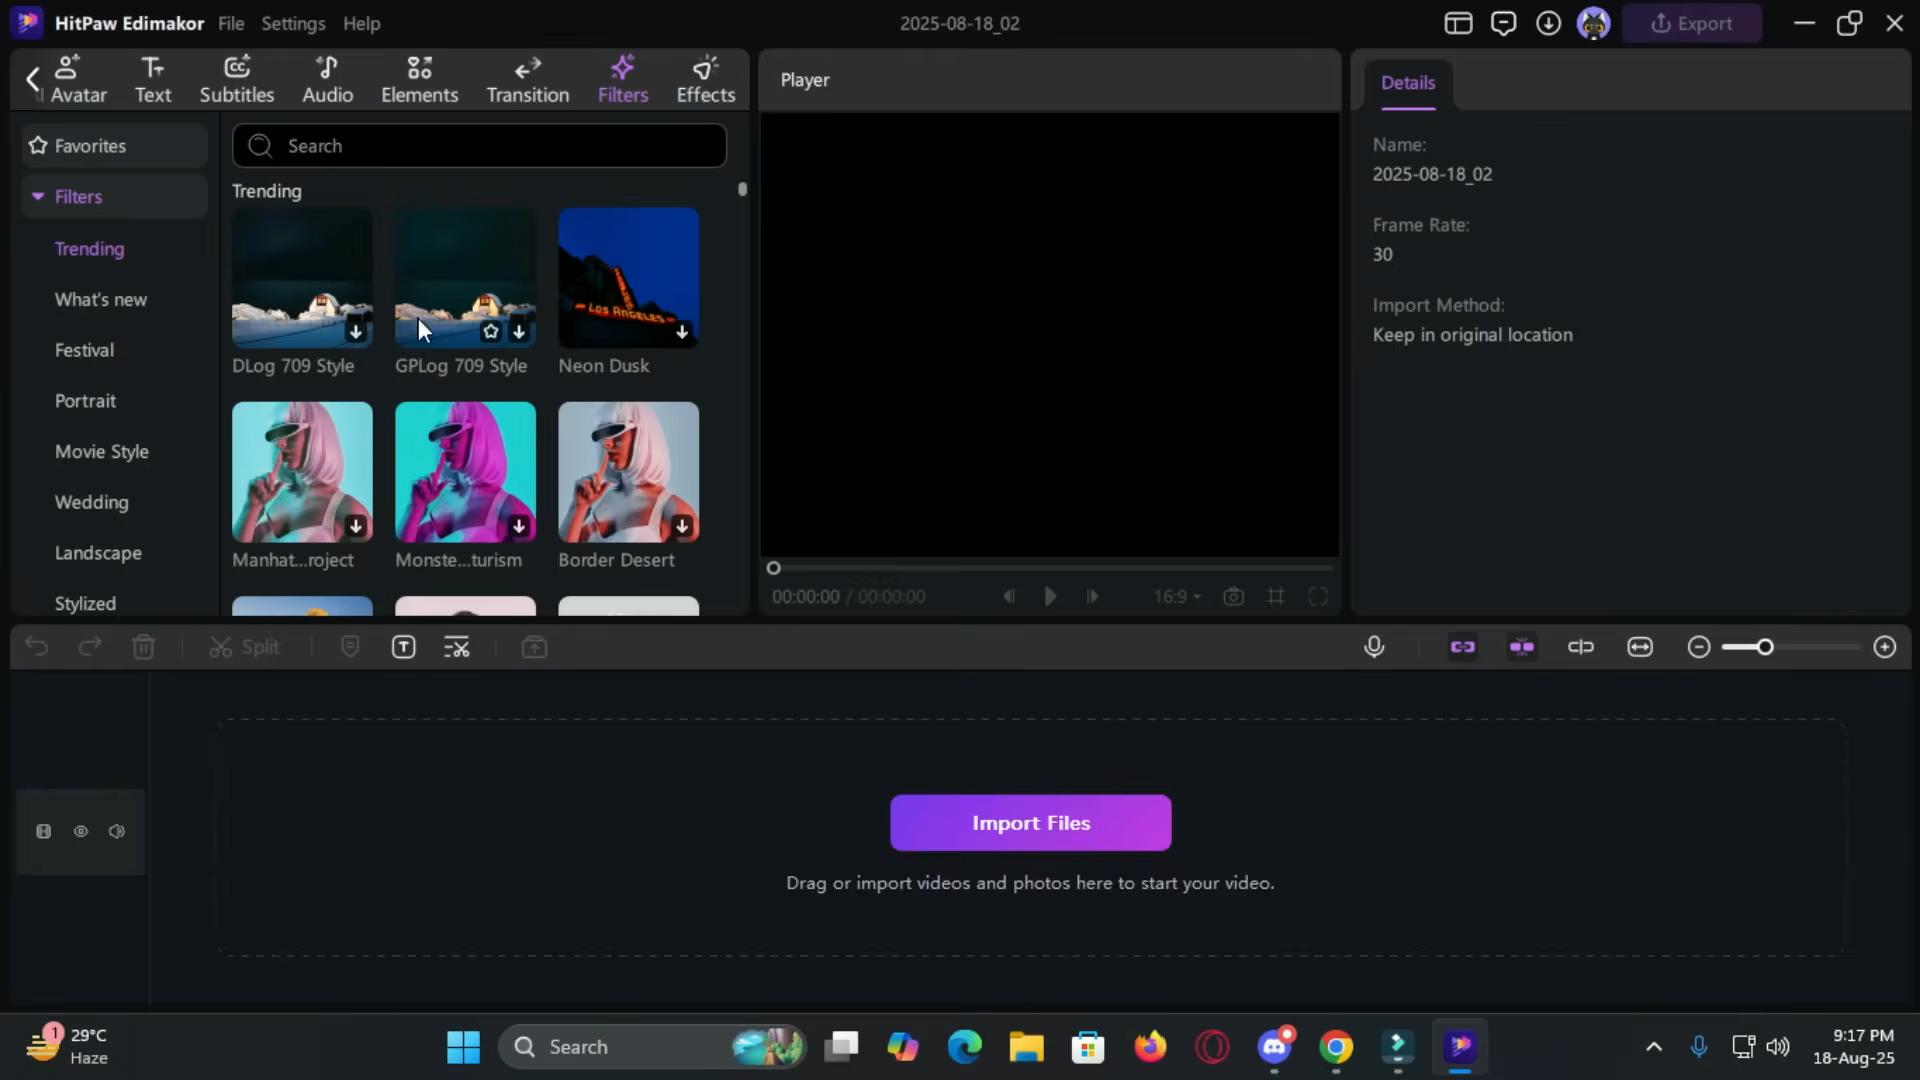 HitPaw Edimakor File Settings Help 2025-08-18_02 Export
Avatar Text Subtitles Audio Elements Transition Filters Effects
Favorites
Filters
Trending
What's new
Festival
Portrait
Movie Style
Wedding
Landscape
Stylized
Search
Trending
LOS ANGELES
DLog 709 Style GPLog 709 Style Neon Dusk
Manhat...roject Monste...turism Border Desert
Player
00:00:00 / 00:00:00 16:9
Details
Name:
2025-08-18_02
Frame Rate:
30
Import Method:
Keep in original location
Split
Import Files
Drag or import videos and photos here to start your video.
1
29°C
Haze
Search
9:17 PM
18-Aug-25